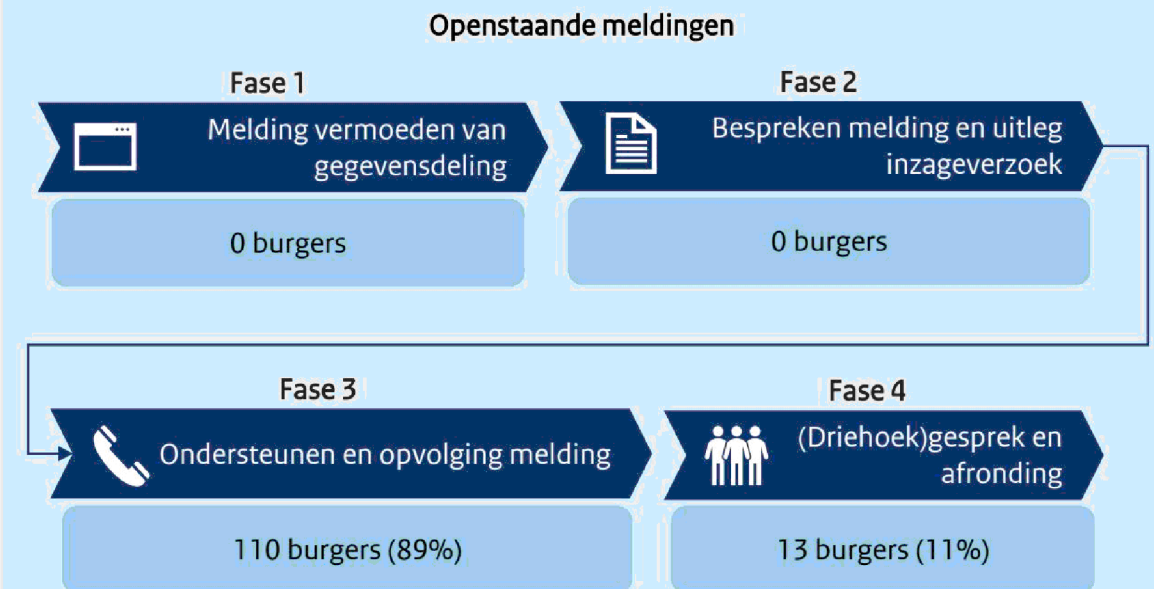 Openstaande meldingen
Fase 1
Melding vermoeden van
gegevensdeling
0 burgers
Fase 2
Bespreken melding en uitleg
inzageverzoek
0 burgers
Fase 3
Ondersteunen en opvolging melding
110 burgers (89%)
Fase 4
(Driehoek)gesprek en
afronding
13 burgers (11%)